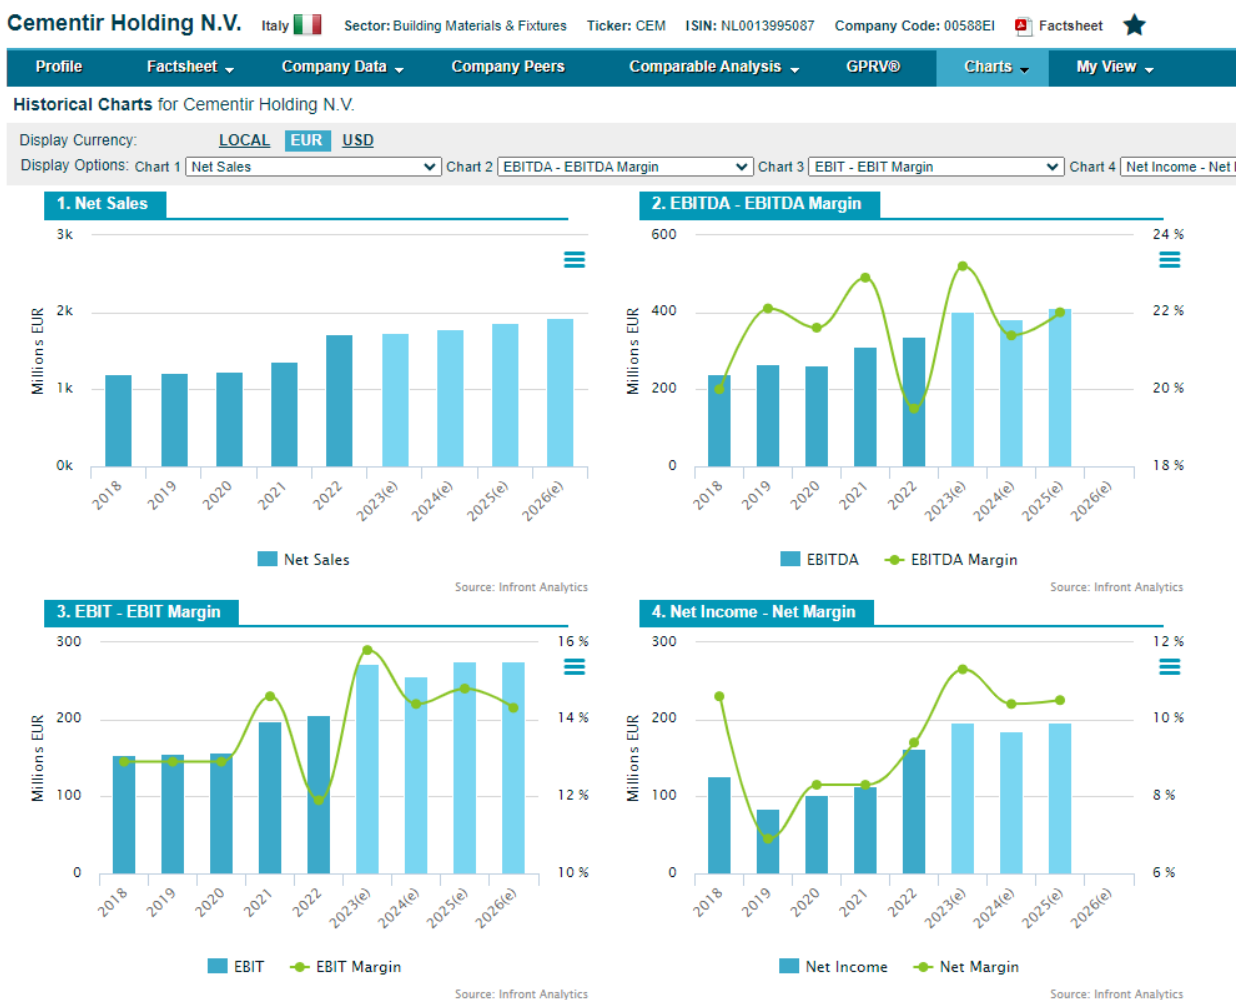 Cementir Holding N.V. Italy Sector: Building Materials & Fixtures Ticker: CEM ISIN: NL0013995087 Company Code: 00588EI Factsheet
Profile Factsheet Company Data Company Peers Comparable Analysis GPRV® Charts My View
Historical Charts for Cementir Holding N.V.
Display Currency: LOCAL EUR USD
Display Options: Chart 1 Net Sales Chart 2 EBITDA - EBITDA Margin Chart 3 EBIT - EBIT Margin Chart 4 Net Income - Net
1. Net Sales
3k
2k
1k
0k
Millions EUR
2018 2019 2020 2021 2022 2023(e) 2024(e) 2025(e) 2026(e)
Net Sales
Source: Infront Analytics
2. EBITDA - EBITDA Margin
600 24 %
400 22 %
200 20 %
0 18 %
Millions EUR
2018 2019 2020 2021 2022 2023(e) 2024(e) 2025(e) 2026(e)
EBITDA EBITDA Margin
Source: Infront Analytics
3. EBIT - EBIT Margin
300 16 %
200 14 %
100 12 %
0 10 %
Millions EUR
2018 2019 2020 2021 2022 2023(e) 2024(e) 2025(e) 2026(e)
EBIT EBIT Margin
Source: Infront Analytics
4. Net Income - Net Margin
300 12 %
200 10 %
100 8 %
0 6 %
Millions EUR
2018 2019 2020 2021 2022 2023(e) 2024(e) 2025(e) 2026(e)
Net Income Net Margin
Source: Infront Analytics